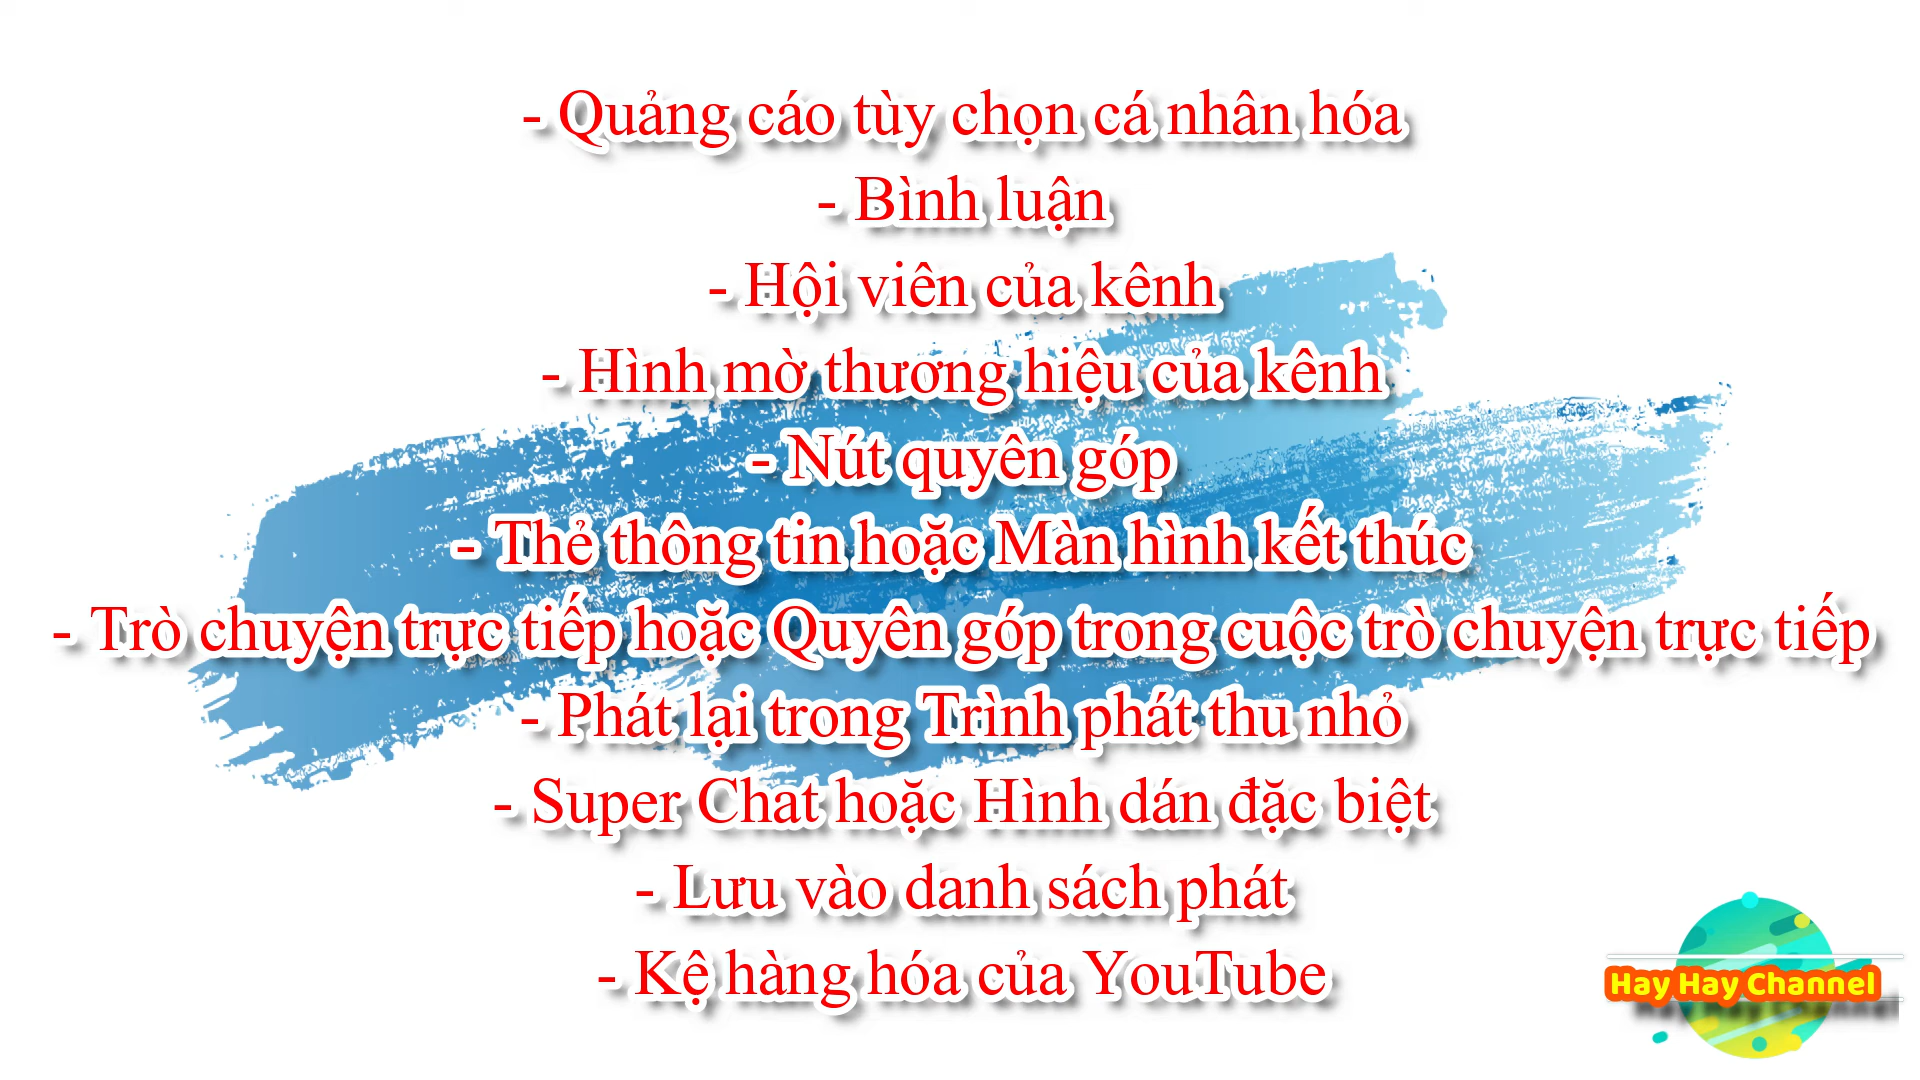 - Quảng cáo tùy chọn cá nhân hóa
- Bình luận
- Hội viên của kênh
- Hình mờ thương hiệu của kênh
- Nút quyên góp
- Thẻ thông tin hoặc Màn hình kết thúc
- Trò chuyện trực tiếp hoặc Quyên góp trong cuộc trò chuyện trực tiếp
- Phát lại trong Trình phát thu nhỏ
- Super Chat hoặc Hình dán đặc biệt
- Lưu vào danh sách phát
- Kệ hàng hóa của YouTube
Hay Hay Channel